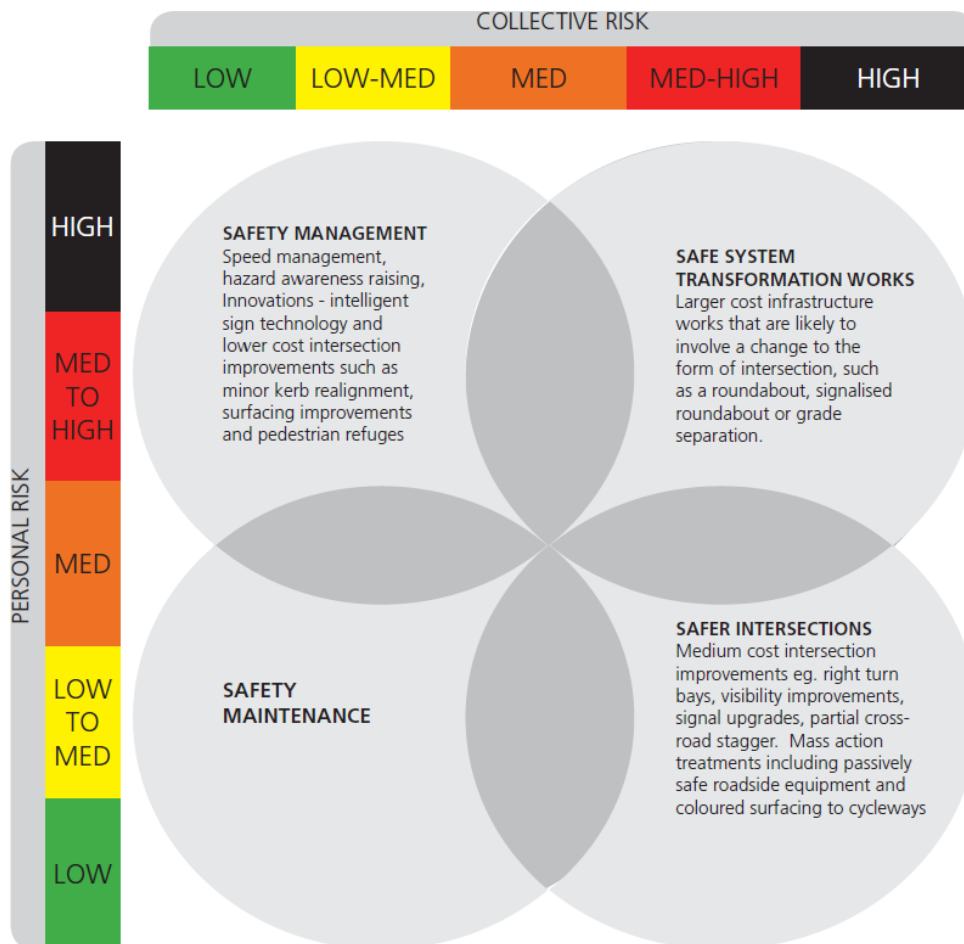 COLLECTIVE RISK
LOW
LOW-MED
MED
MED-HIGH
HIGH
PERSONAL RISK
HIGH
MED
TO
HIGH
MED
LOW
TO
MED
LOW
SAFETY MANAGEMENT
Speed management,
hazard awareness raising,
Innovations - intelligent
sign technology and
lower cost intersection
improvements such as
minor kerb realignment,
surfacing improvements
and pedestrian refuges
SAFE SYSTEM
TRANSFORMATION WORKS
Larger cost infrastructure
works that are likely to
involve a change to the
form of intersection, such
as a roundabout, signalised
roundabout or grade
separation.
SAFETY
MAINTENANCE
SAFER INTERSECTIONS
Medium cost intersection
improvements eg. right turn
bays, visibility improvements,
signal upgrades, partial cross-
road stagger.  Mass action
treatments including passively
safe roadside equipment and
coloured surfacing to cycleways